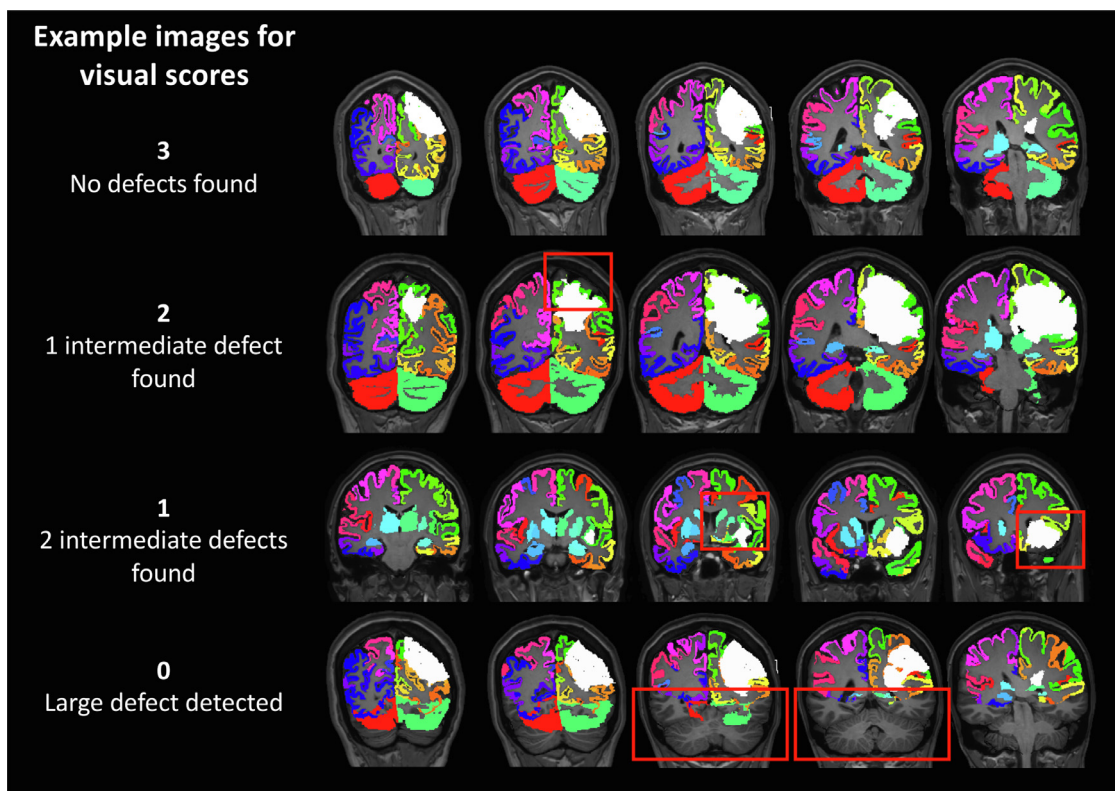 Example images for
visual scores
3
No defects found
2
1 intermediate defect
found
1
2 intermediate defects
found
0
Large defect detected